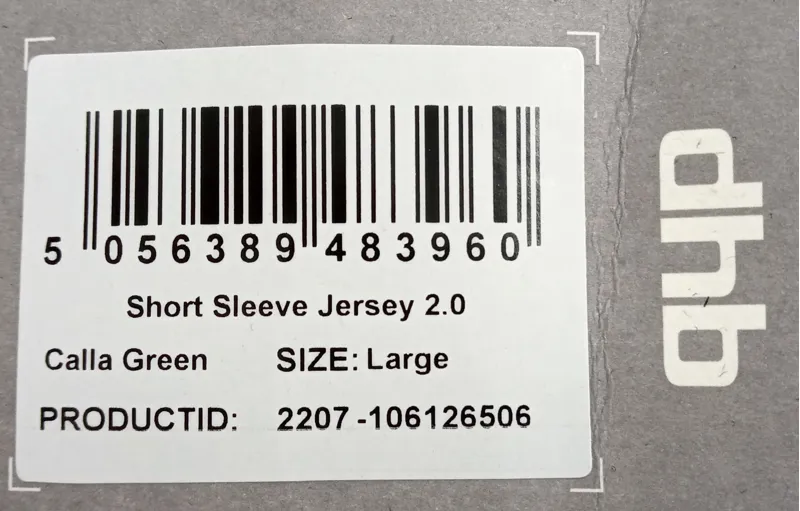 5 056389 483960
Short Sleeve Jersey 2.0
Calla Green SIZE: Large
PRODUCTID: 2207 -106126506
dhb